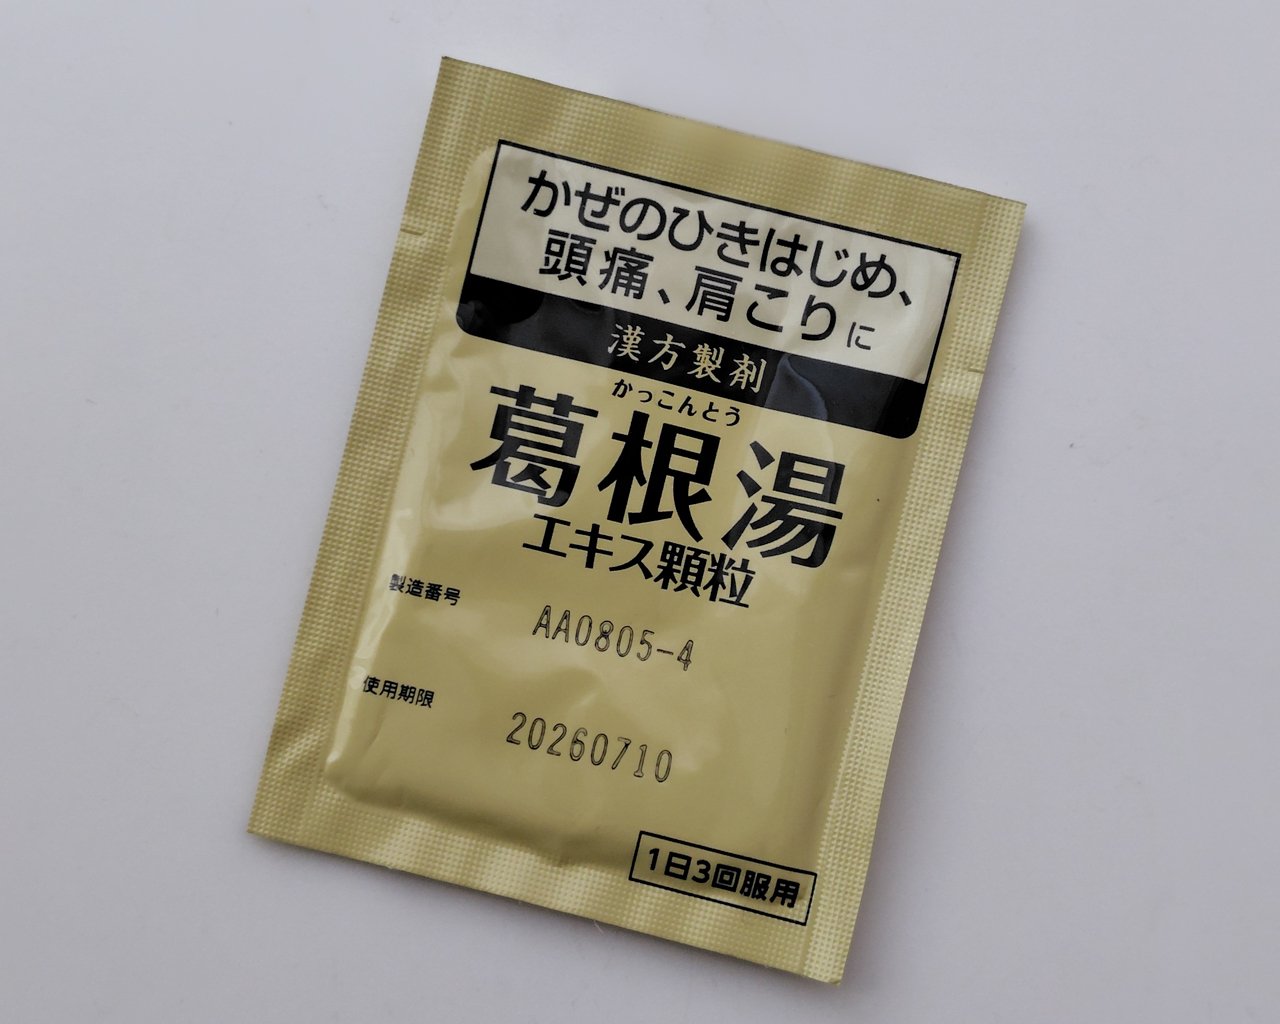 かぜのひきはじめ、
頭痛、肩こりに
漢方製剤
かっこんとう
葛根湯
エキス顆粒
製造番号 AA0805-4
使用期限 20260710
1日3回服用